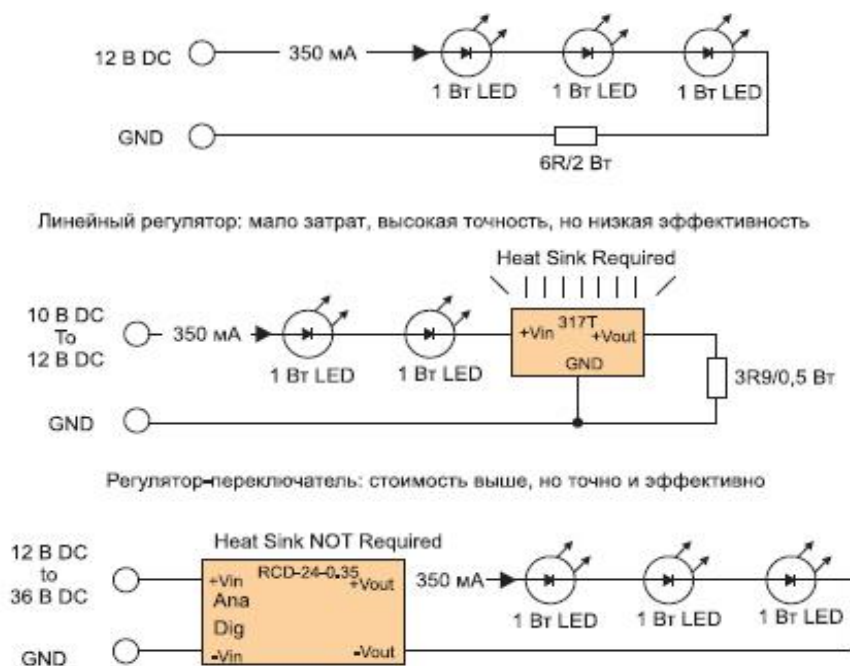 12 В DC
350 мА
1 Вт LED
1 Вт LED
1 Вт LED
GND
6R/2 Вт
Линейный регулятор: мало затрат, высокая точность, но низкая эффективность
Heat Sink Required
10 В DC
To
12 В DC
350 мА
1 Вт LED
1 Вт LED
317T
+Vin
+Vout
GND
3R9/0,5 Вт
GND
Регулятор-переключатель: стоимость выше, но точно и эффективно
Heat Sink NOT Required
12 В DC
to
36 В DC
RCD-24-0.35
+Vin
+Vout
Ana
Dig
-Vin
-Vout
350 мА
1 Вт LED
1 Вт LED
1 Вт LED
GND